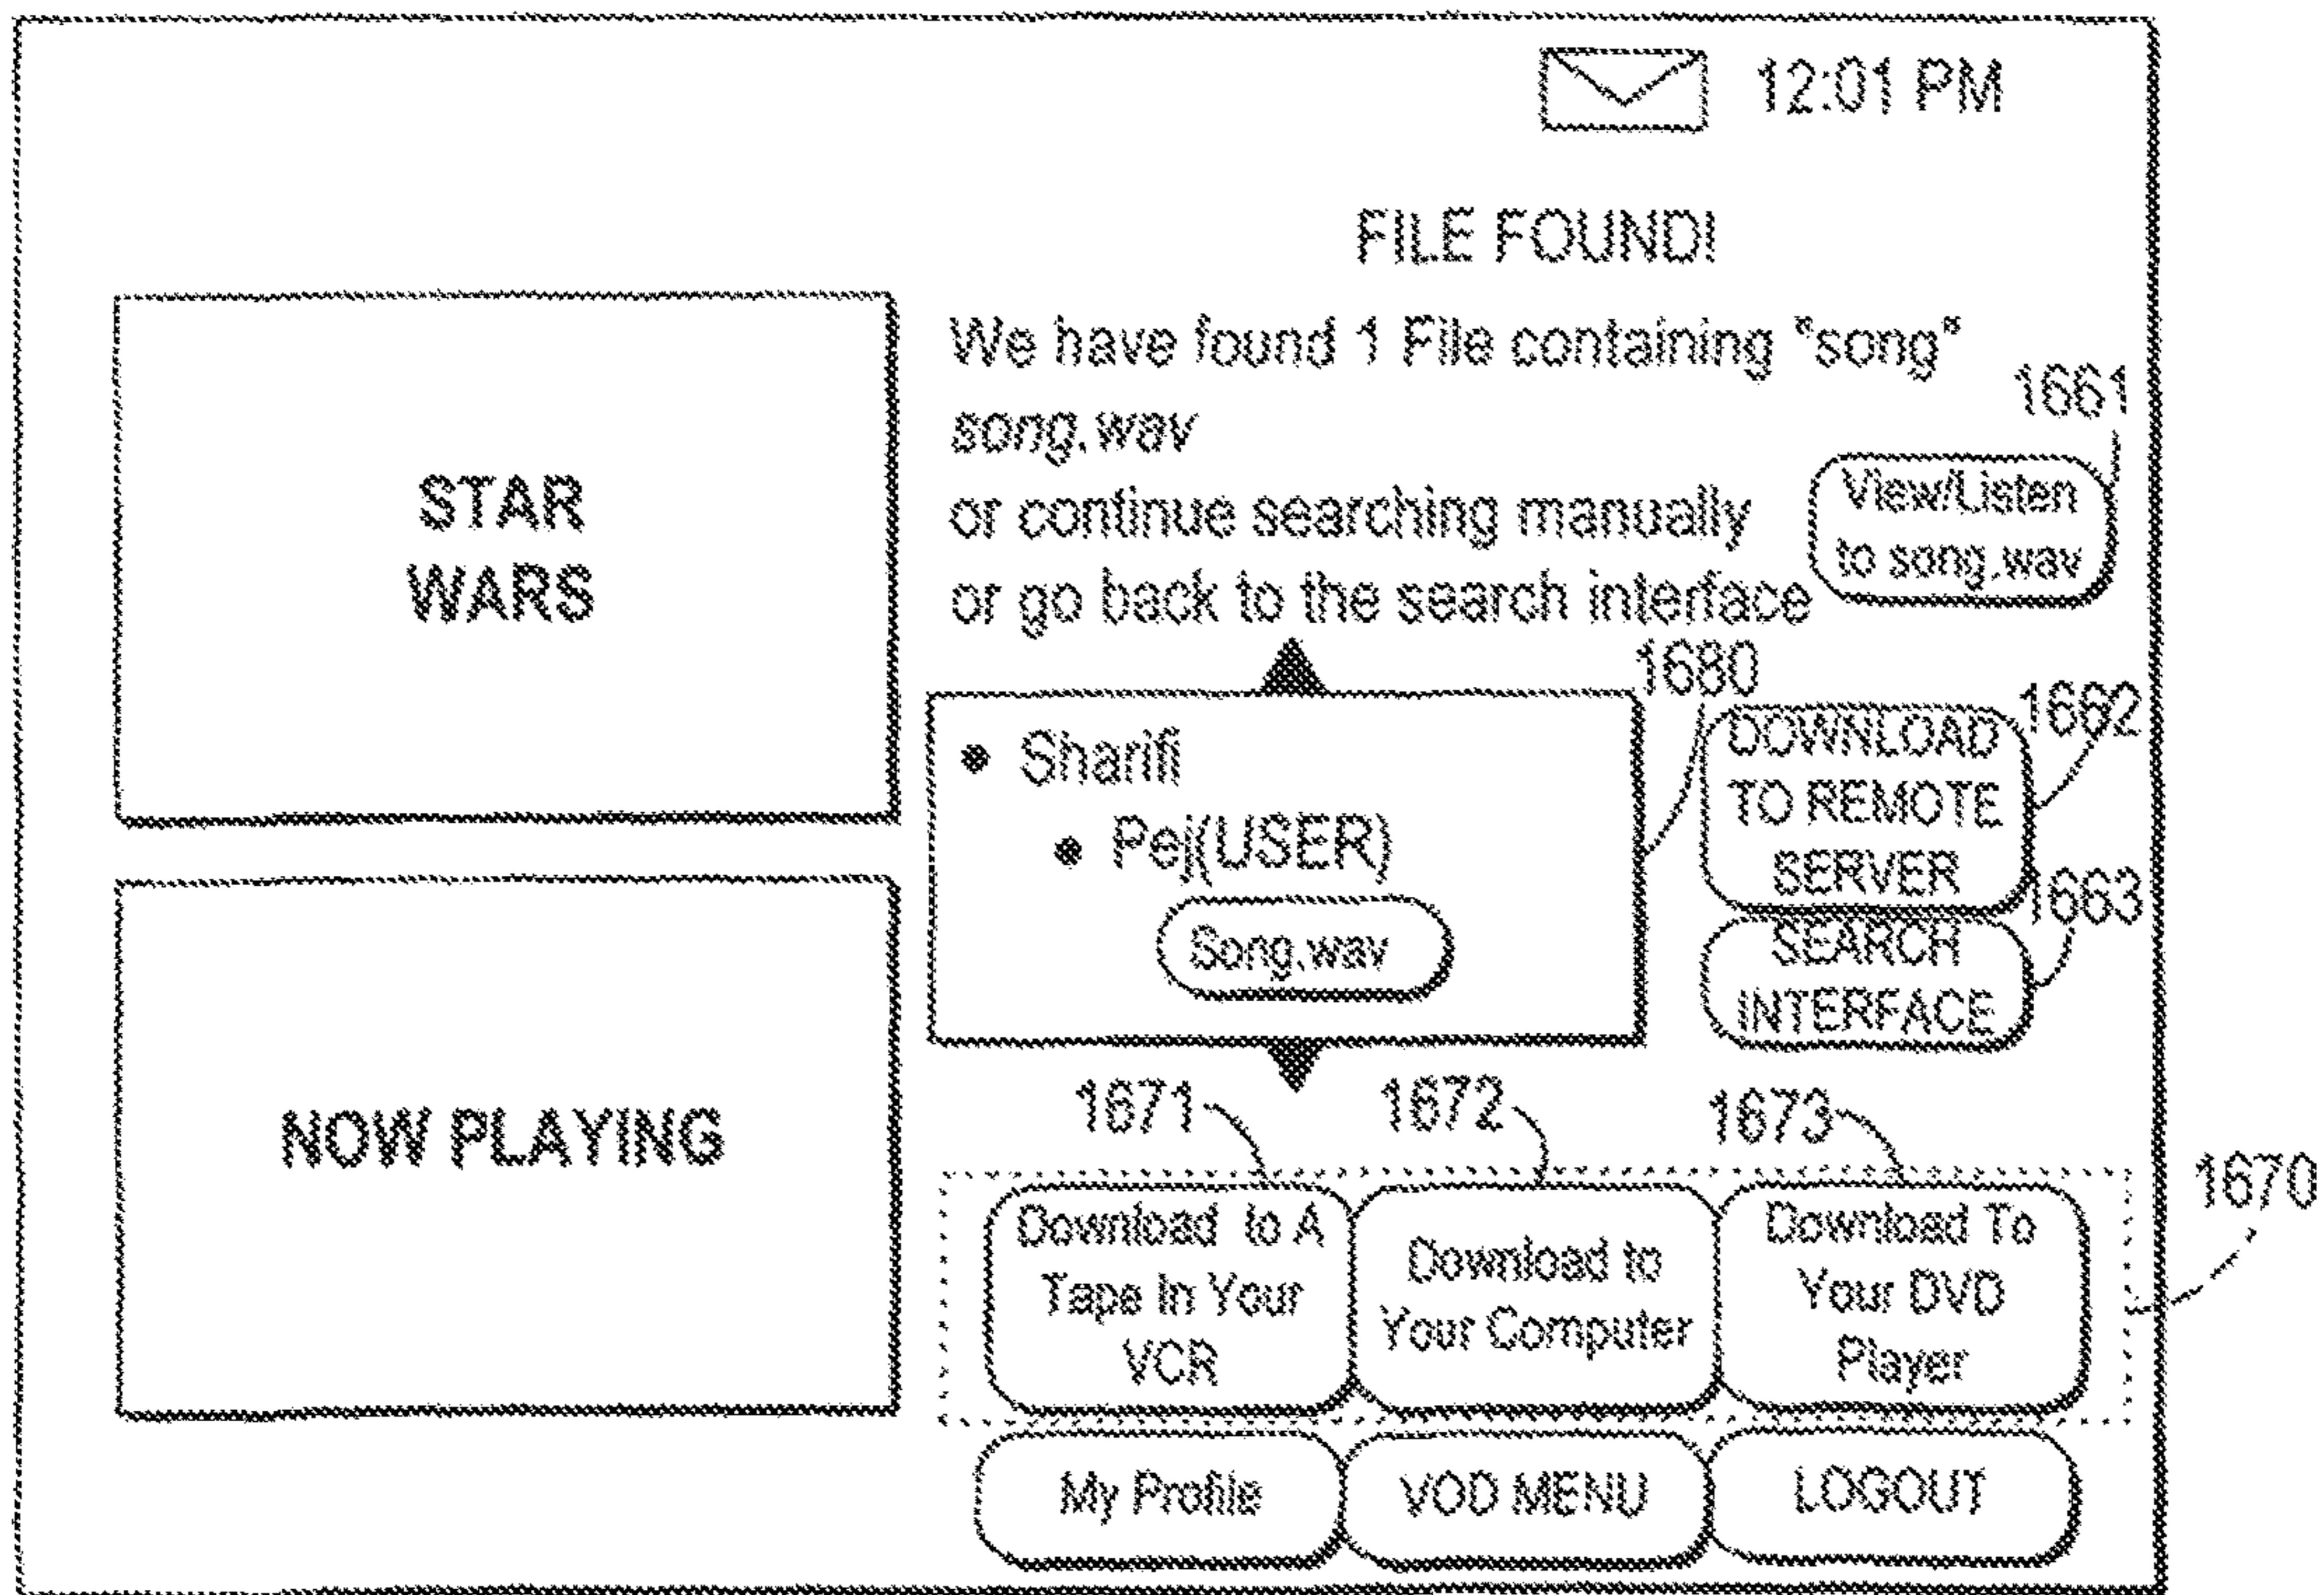 12:01 PM
FILE FOUND!
STAR
WARS
We have found 1 File containing "song"
song.wav
or continue searching manually
or go back to the search interface
1661
View/Listen
to song.wav
1680
1662
Sharifi
Pej(USER)
Song.wav
DOWNLOAD
TO REMOTE
SERVER
1663
SEARCH
INTERFACE
NOW PLAYING
1671
1672
1673
1670
Download to A
Tape In Your
VCR
Download to
Your Computer
Download To
Your DVD
Player
My Profile
VOD MENU
LOGOUT